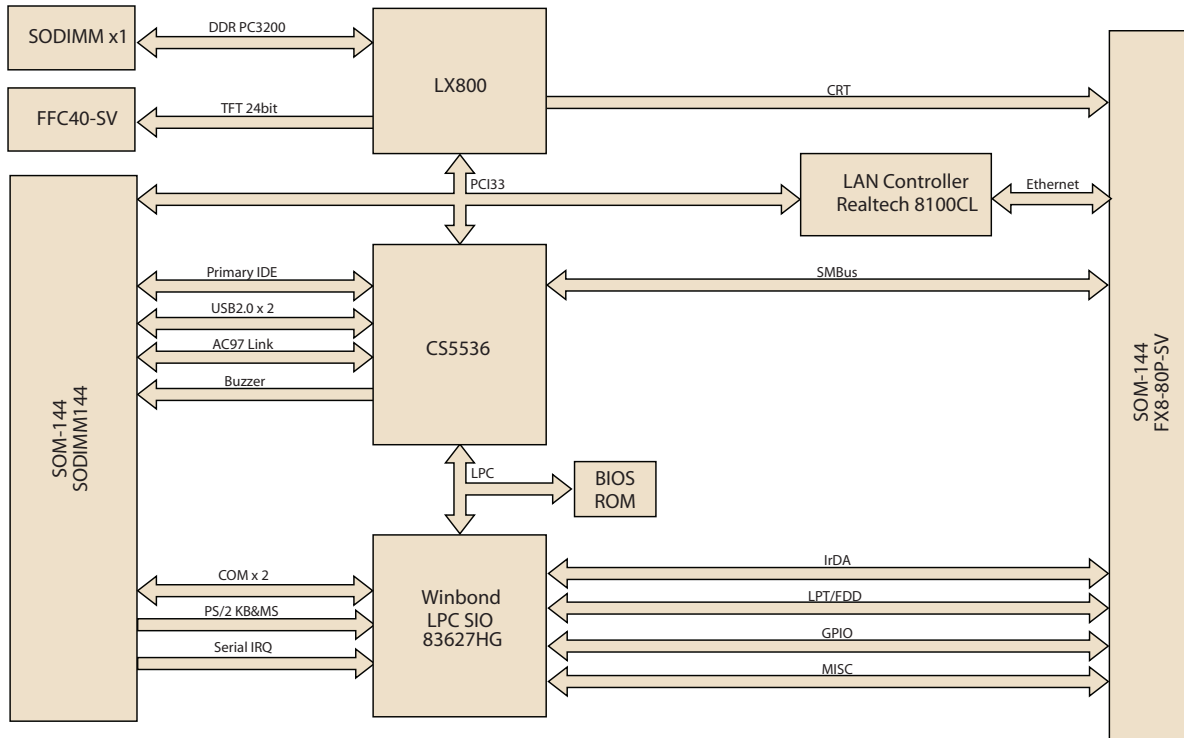 SODIMM x1
DDR PC3200
LX800
CRT
FFC40-SV
TFT 24bit
PCI33
LAN Controller
Realtech 8100CL
Ethernet
SOM-144
SODIMM144
Primary IDE
USB2.0 x 2
AC97 Link
Buzzer
CS5536
SMBus
SOM-144
FX8-80P-SV
LPC
BIOS
ROM
COM x 2
PS/2 KB&MS
Serial IRQ
Winbond
LPC SIO
83627HG
IrDA
LPT/FDD
GPIO
MISC